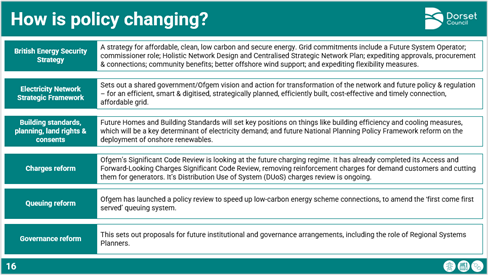 How is policy changing?
Dorset
Council
British Energy Security
Strategy
A strategy for affordable, clean, low carbon and secure energy. Grid commitments include a Future System Operator;
commissioner role; Holistic Network Design and Centralised Strategic Network Plan; expediting approvals, procurement
& connections; community benefits; better offshore wind support; and expediting flexibility measures.
Electricity Network
Strategic Framework
Sets out a shared government/Ofgem vision and action for transformation of the network and future policy & regulation
– for an efficient, smart & digitised, strategically planned, efficiently built, cost-effective and timely connection,
affordable grid.
Building standards,
planning, land rights &
consents
Future Homes and Building Standards will set key positions on things like building efficiency and cooling measures,
which will be a key determinant of electricity demand; and future National Planning Policy Framework reform on the
deployment of onshore renewables.
Charges reform
Ofgem's Significant Code Review is looking at the future charging regime. It has already completed its Access and
Forward-Looking Charges Significant Code Review, removing reinforcement charges for demand customers and cutting
them for generators. It's Distribution Use of System (DUoS) charges review is ongoing.
Queuing reform
Ofgem has launched a policy review to speed up low-carbon energy scheme connections, to amend the 'first come first
served' queuing system.
Governance reform
This sets out proposals for future institutional and governance arrangements, including the role of Regional Systems
Planners.
16